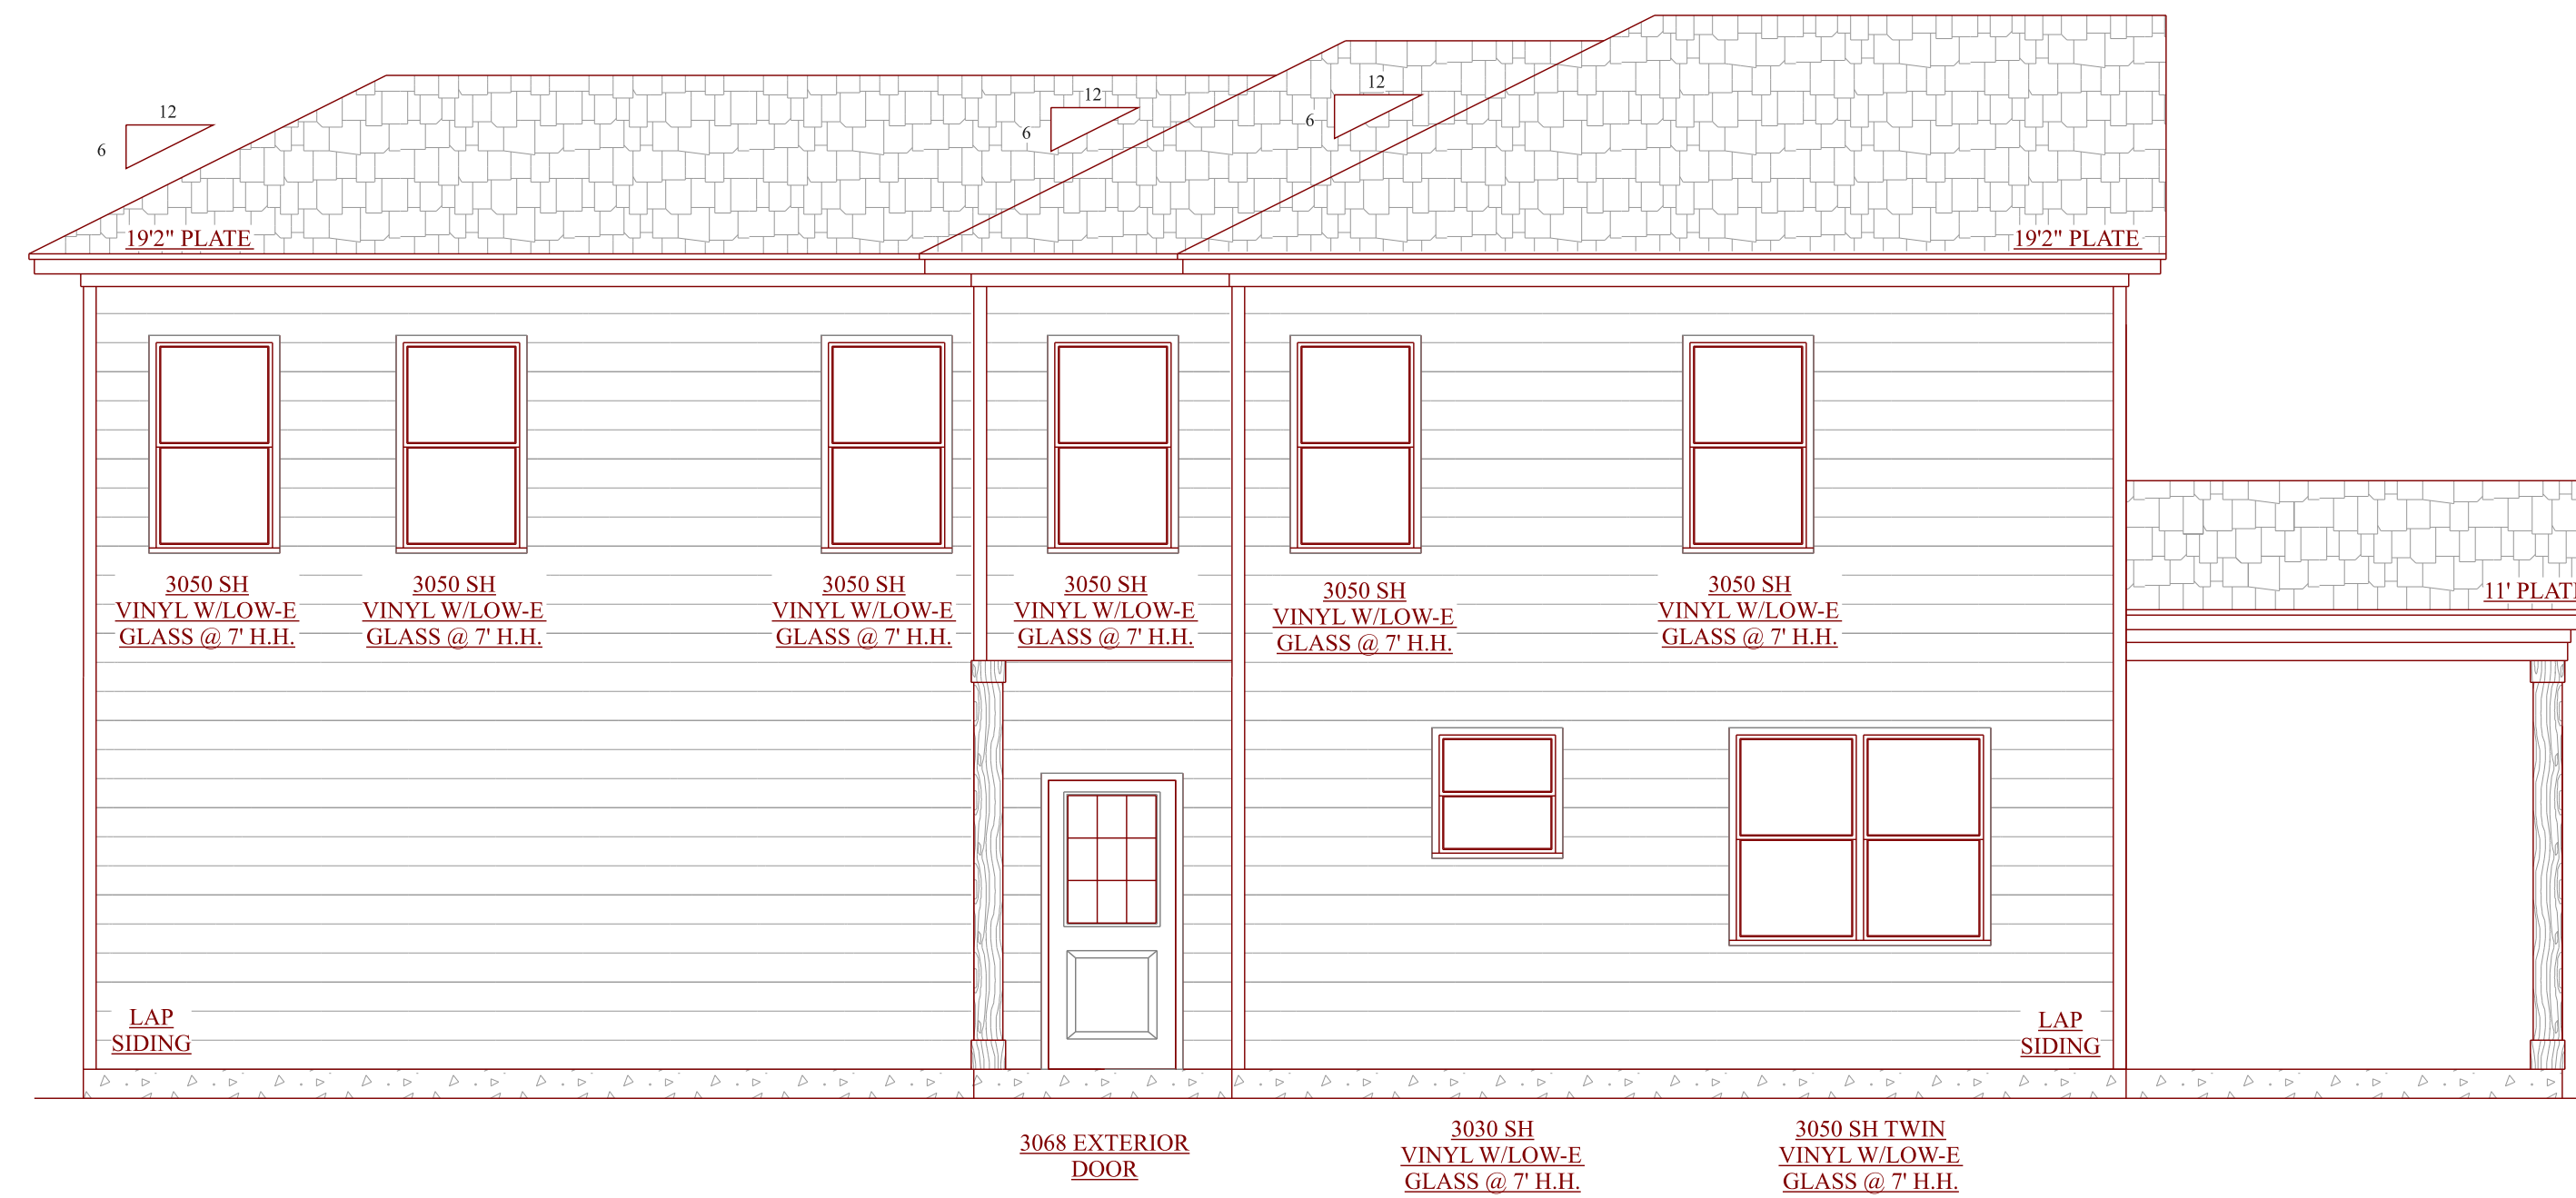 12
6
12
6
12
6
19'2" PLATE
19'2" PLATE
3050 SH
VINYL W/LOW-E
GLASS @ 7' H.H.
3050 SH
VINYL W/LOW-E
GLASS @ 7' H.H.
3050 SH
VINYL W/LOW-E
GLASS @ 7' H.H.
3050 SH
VINYL W/LOW-E
GLASS @ 7' H.H.
3050 SH
VINYL W/LOW-E
GLASS @ 7' H.H.
3050 SH
VINYL W/LOW-E
GLASS @ 7' H.H.
11' PLAT
LAP
SIDING
LAP
SIDING
3068 EXTERIOR
DOOR
3030 SH
VINYL W/LOW-E
GLASS @ 7' H.H.
3050 SH TWIN
VINYL W/LOW-E
GLASS @ 7' H.H.